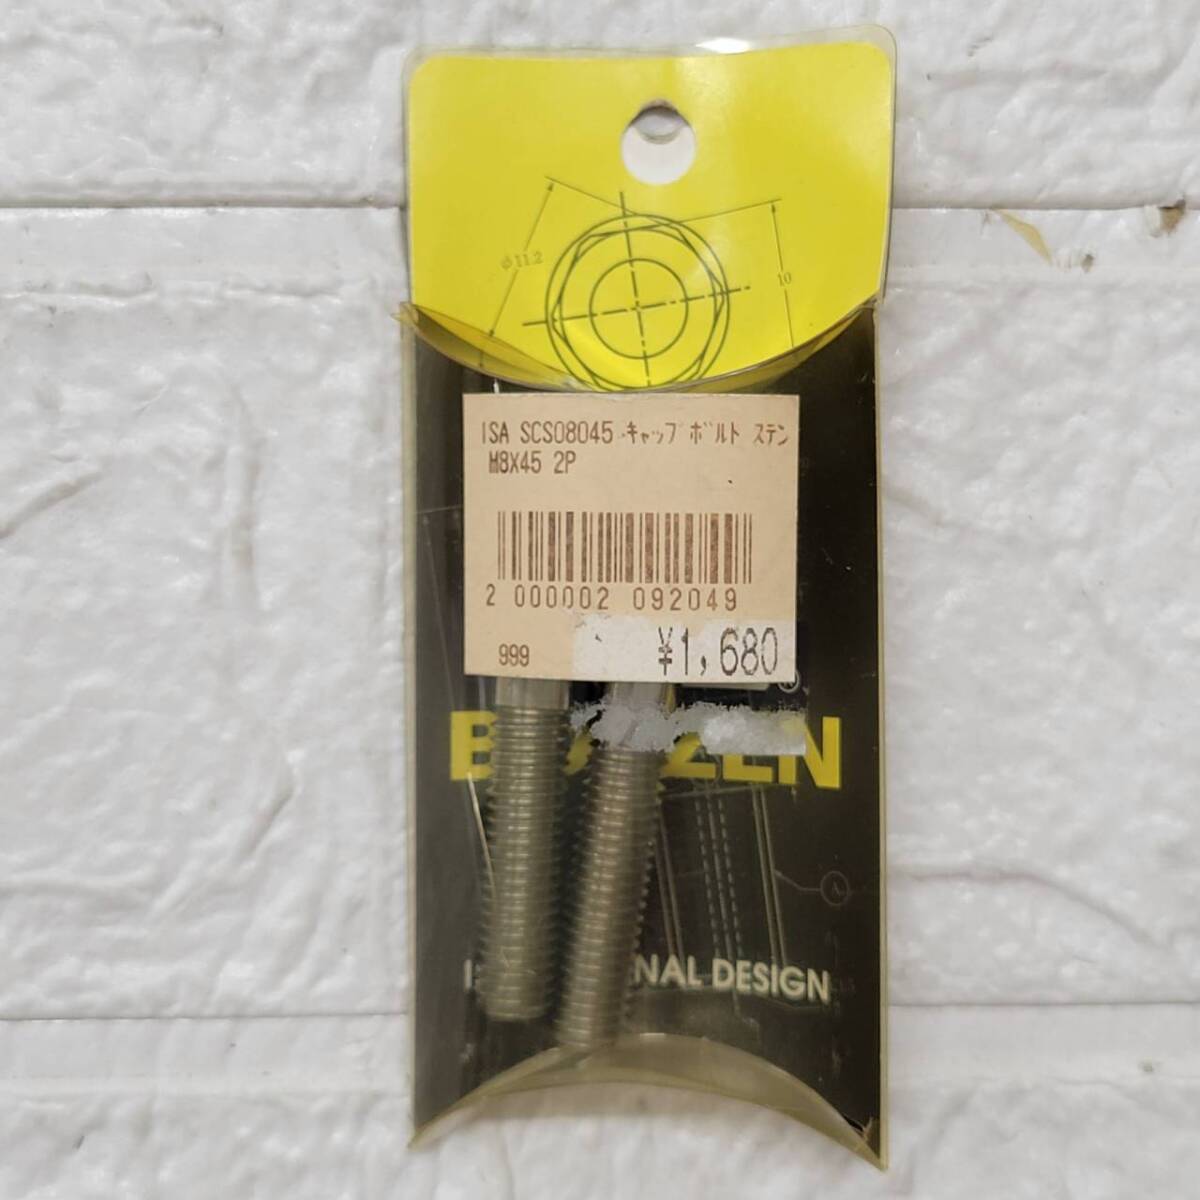 φ11.2
10
ISA SCS08045 キャップボルト ステン
M8X45 2P
2 000002 092049
999 ¥1,680
®
A
NAL DESIGN